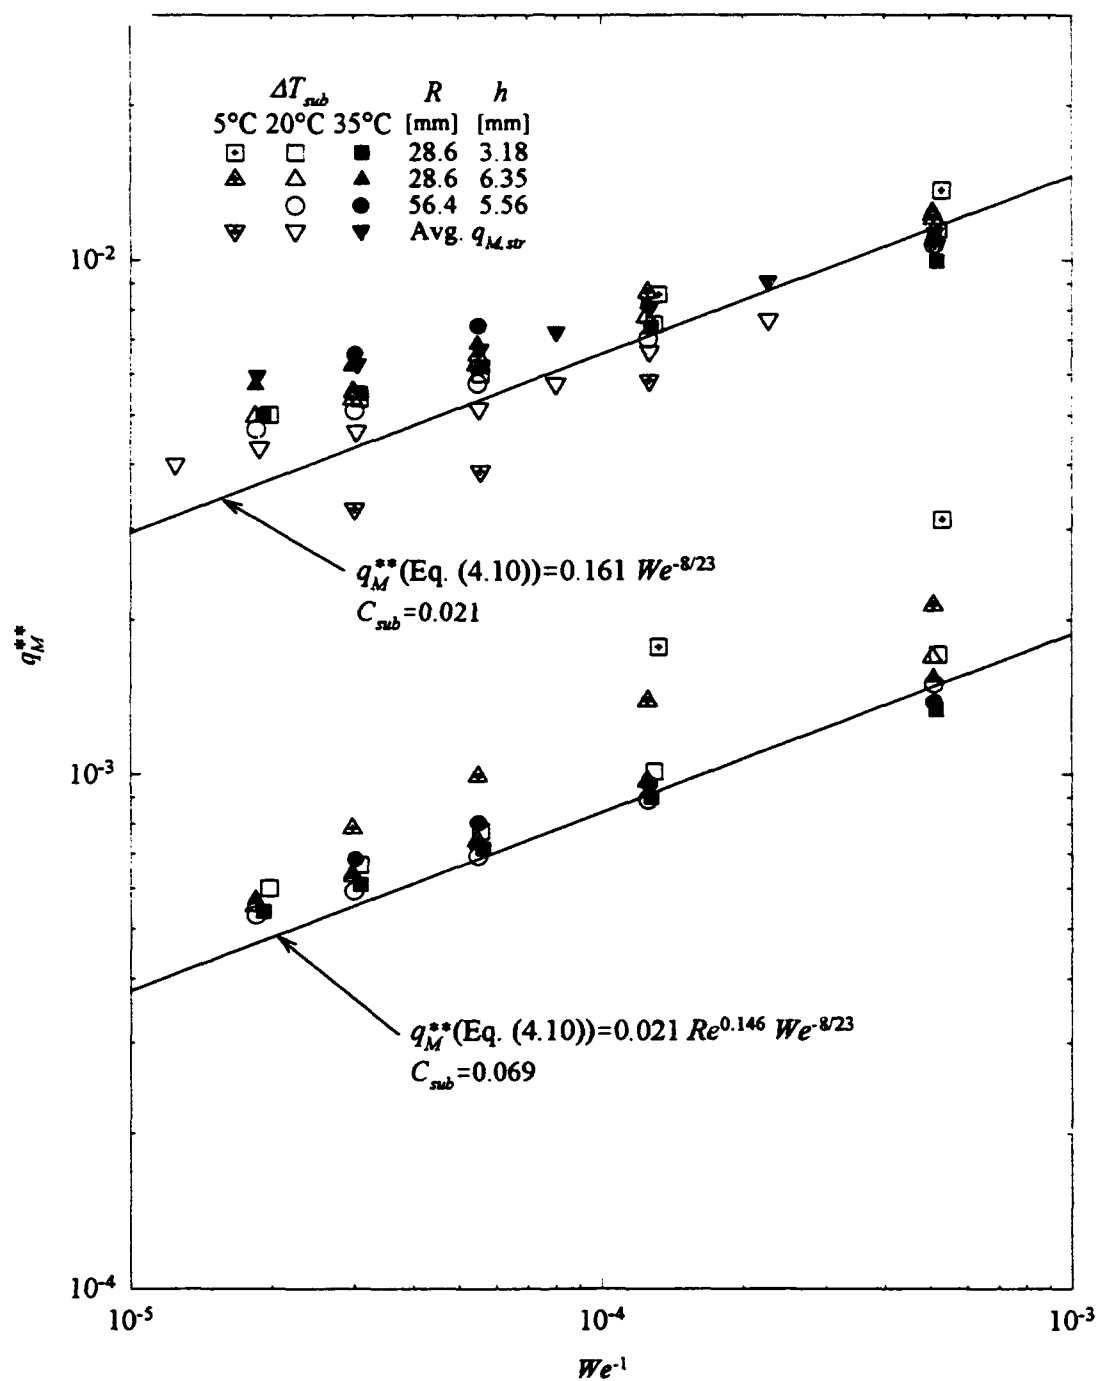 ΔT_sub R h
5°C 20°C 35°C [mm] [mm]
28.6 3.18
28.6 6.35
56.4 5.56
Avg. q_M,str
10^-2
q_M^**(Eq. (4.10))=0.161 We^-8/23
C_sub=0.021
q_M^**
10^-3
q_M^**(Eq. (4.10))=0.021 Re^0.146 We^-8/23
C_sub=0.069
10^-4
10^-5 10^-4 10^-3
We^-1